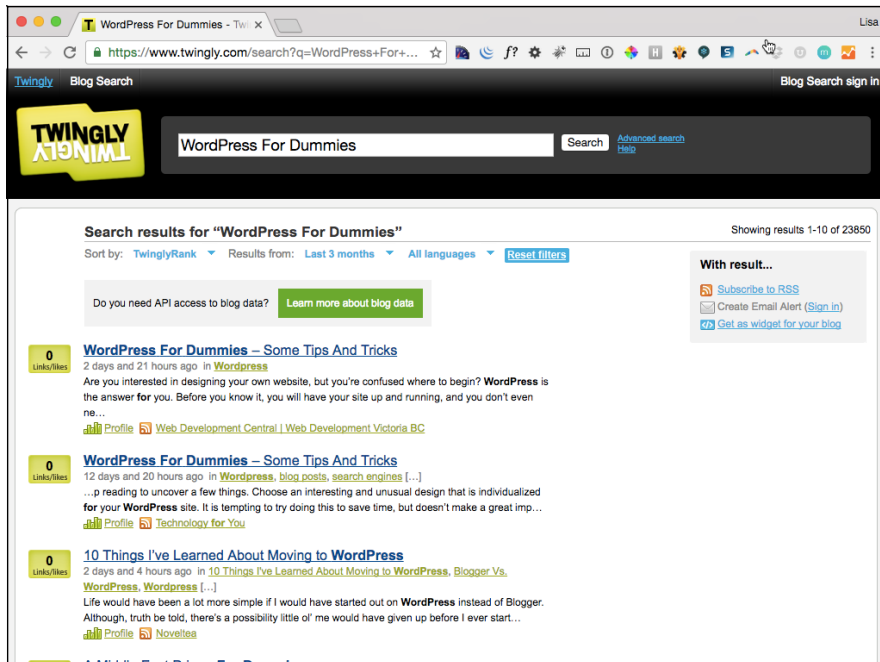 WordPress For Dummies - Twi
Lisa
https://www.twingly.com/search?q=WordPress+For+...
Twingly Blog Search
Blog Search sign in
TWINGLY
WordPress For Dummies
Search
Advanced search
Help
Search results for “WordPress For Dummies”
Showing results 1-10 of 23850
Sort by: TwinglyRank Results from: Last 3 months All languages Reset filters
With result...
Subscribe to RSS
Create Email Alert (Sign in)
Get as widget for your blog
Do you need API access to blog data? Learn more about blog data
0
Links/likes
WordPress For Dummies – Some Tips And Tricks
2 days and 21 hours ago in Wordpress
Are you interested in designing your own website, but you're confused where to begin? WordPress is
the answer for you. Before you know it, you will have your site up and running, and you don't even
ne…
Profile Web Development Central | Web Development Victoria BC
0
Links/likes
WordPress For Dummies – Some Tips And Tricks
12 days and 20 hours ago in Wordpress, blog posts, search engines [...]
…p reading to uncover a few things. Choose an interesting and unusual design that is individualized
for your WordPress site. It is tempting to try doing this to save time, but doesn't make a great imp…
Profile Technology for You
0
Links/likes
10 Things I've Learned About Moving to WordPress
2 days and 4 hours ago in 10 Things I've Learned About Moving to WordPress, Blogger Vs.
WordPress, Wordpress [...]
Life would have been a lot more simple if I would have started out on WordPress instead of Blogger.
Although, truth be told, there's a possibility little ol' me would have given up before I ever start…
Profile Noveltea